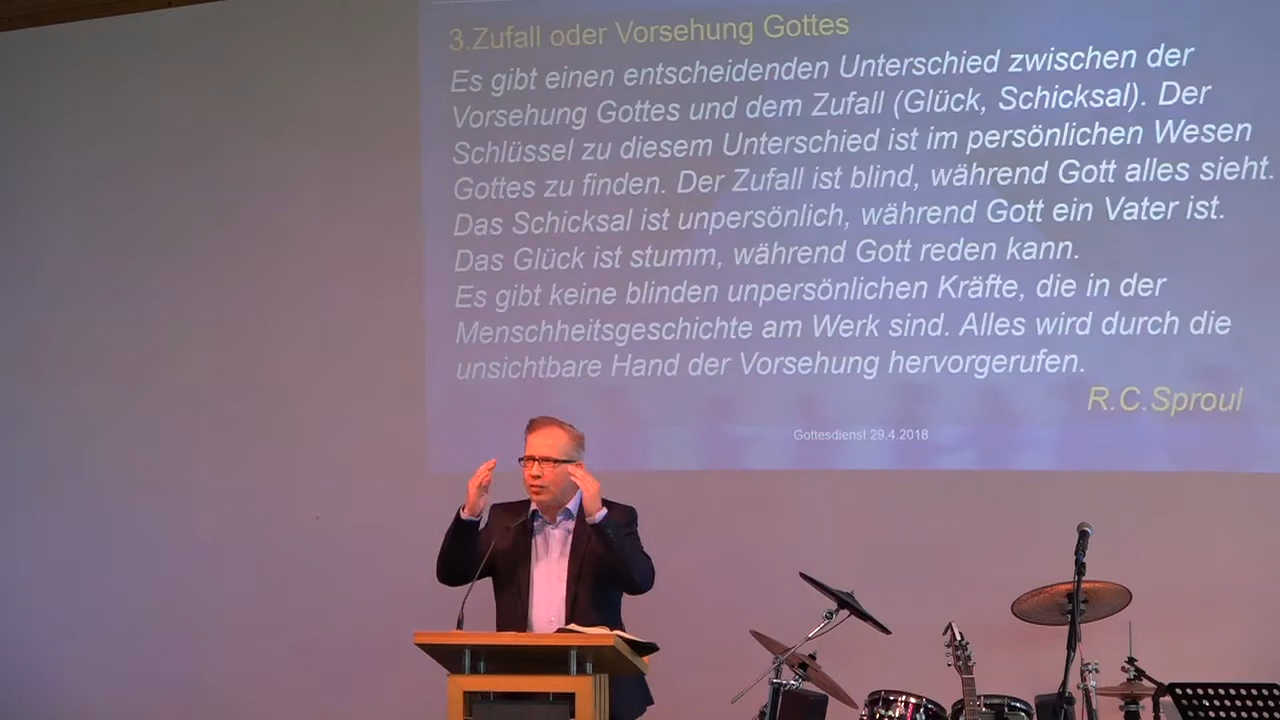 3.Zufall oder Vorsehung Gottes
Es gibt einen entscheidenden Unterschied zwischen der
Vorsehung Gottes und dem Zufall (Glück, Schicksal). Der
Schlüssel zu diesem Unterschied ist im persönlichen Wesen
Gottes zu finden. Der Zufall ist blind, während Gott alles sieht.
Das Schicksal ist unpersönlich, während Gott ein Vater ist.
Das Glück ist stumm, während Gott reden kann.
Es gibt keine blinden unpersönlichen Kräfte, die in der
Menschheitsgeschichte am Werk sind. Alles wird durch die
unsichtbare Hand der Vorsehung hervorgerufen.
R.C.Sproul
Gottesdienst 29.4.2018